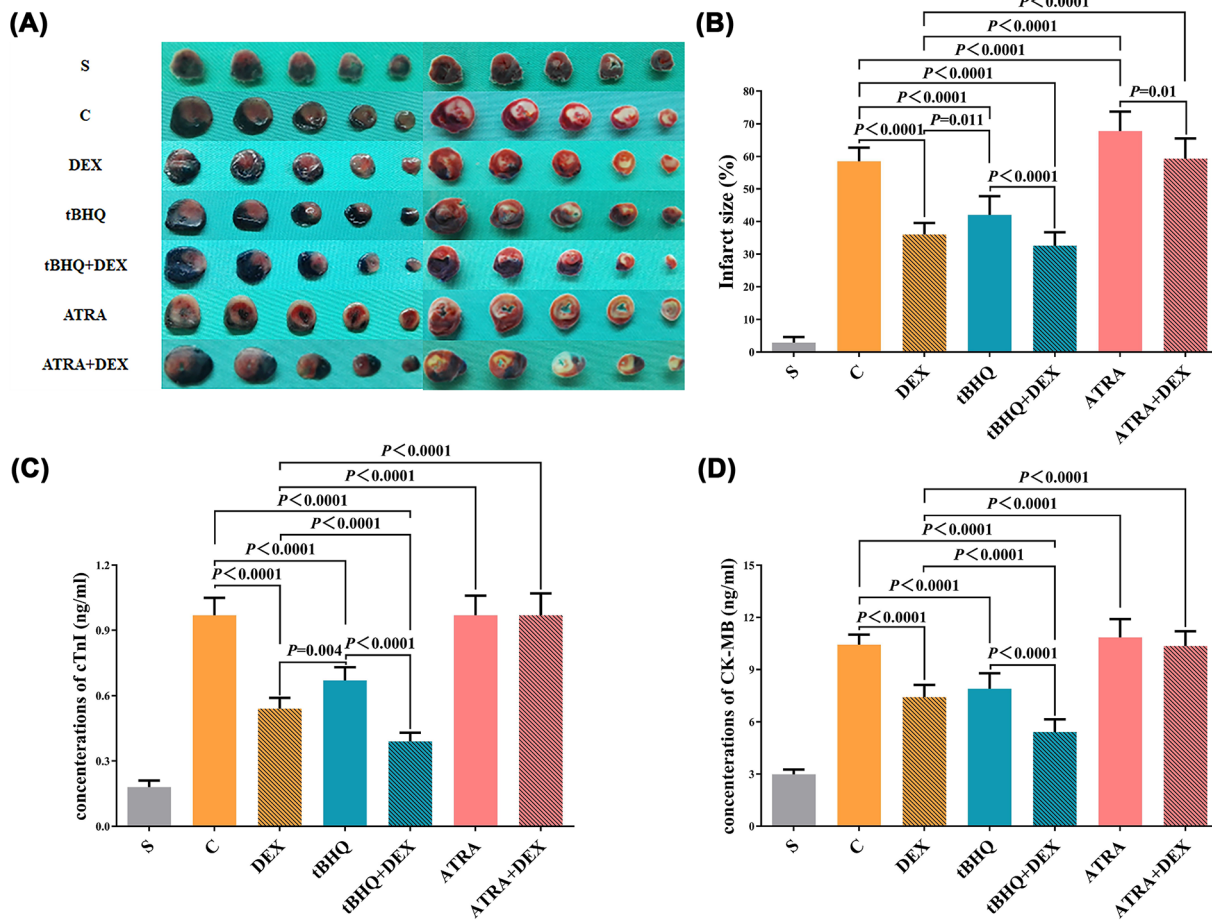 (A)
S
C
DEX
tBHQ
tBHQ+DEX
ATRA
ATRA+DEX
(B)
P<0.0001
P<0.0001
P<0.0001
P<0.0001
P=0.01
P<0.0001
P=0.011
P<0.0001
Infarct size (%)
80
70
60
50
40
30
20
10
0
S
C
DEX
tBHQ
tBHQ+DEX
ATRA
ATRA+DEX
(C)
P<0.0001
P<0.0001
P<0.0001
P<0.0001
P<0.0001
P<0.0001
P=0.004
P<0.0001
concenterations of cTnI (ng/ml)
1.2
0.9
0.6
0.3
0.0
S
C
DEX
tBHQ
tBHQ+DEX
ATRA
ATRA+DEX
(D)
P<0.0001
P<0.0001
P<0.0001
P<0.0001
P<0.0001
P<0.0001
P<0.0001
concenterations of CK-MB (ng/ml)
15
12
9
6
3
0
S
C
DEX
tBHQ
tBHQ+DEX
ATRA
ATRA+DEX